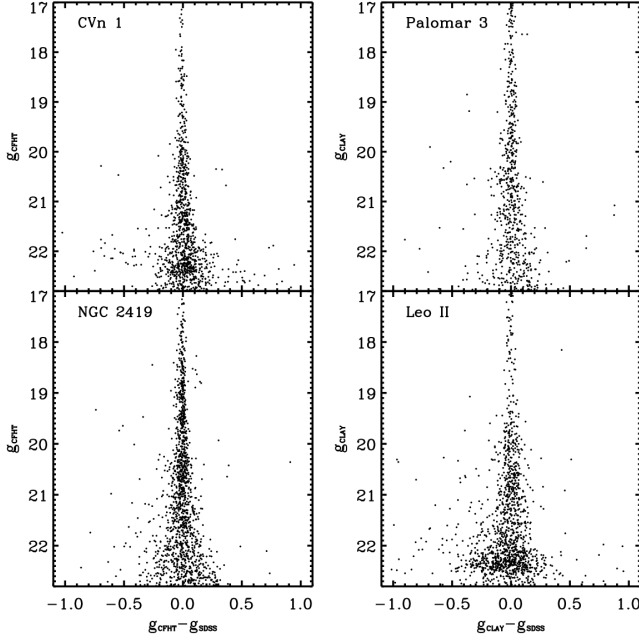 CVn 1
Palomar 3
17
18
19
20
21
22
g_CFHT
17
18
19
20
21
22
g_CLAY
NGC 2419
Leo II
17
18
19
20
21
22
g_CFHT
17
18
19
20
21
22
g_CLAY
−1.0 −0.5 0.0 0.5 1.0
−1.0 −0.5 0.0 0.5 1.0
g_CFHT−g_SDSS
g_CLAY−g_SDSS